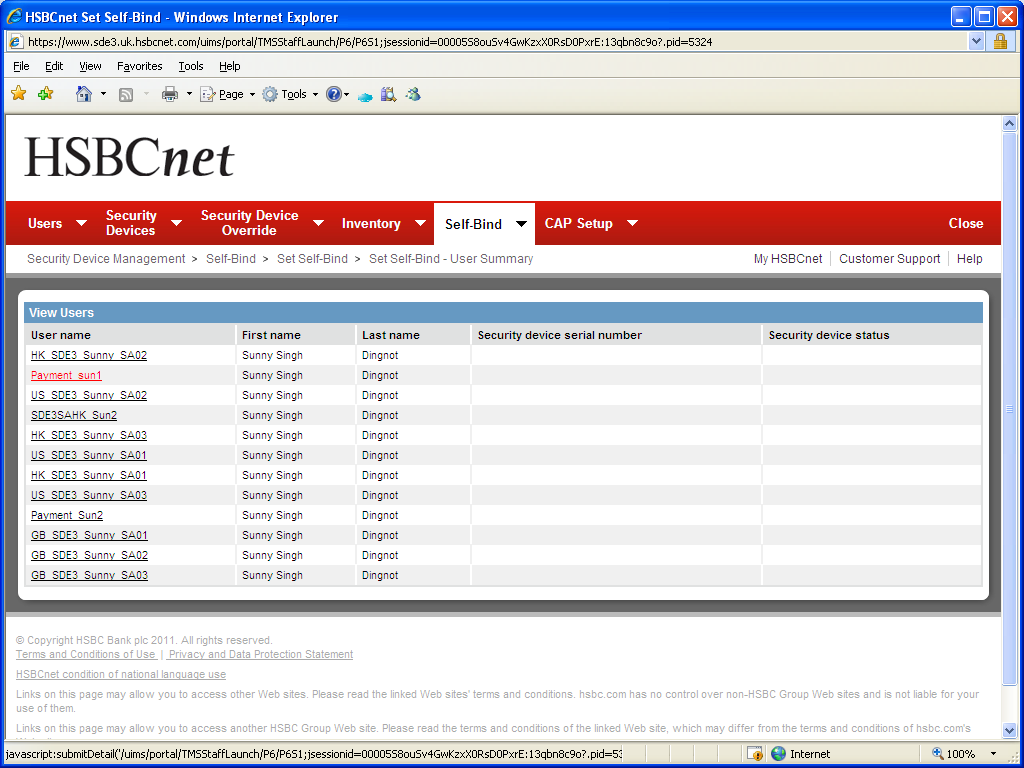 HSBCnet Set Self-Bind - Windows Internet Explorer
https://www.sde3.uk.hsbcnet.com/uims/portal/TMSStaffLaunch/P6/P6S1;jsessionid=0000S8ouSv4GwKzxX0RsD0PxrE:13qbn8c9o?.pid=5324
File Edit View Favorites Tools Help
Page Tools
HSBCnet
Users Security Devices Security Device Override Inventory Self-Bind CAP Setup Close
Security Device Management > Self-Bind > Set Self-Bind > Set Self-Bind - User Summary My HSBCnet Customer Support Help
View Users
User name First name Last name Security device serial number Security device status
HK_SDE3_Sunny_SA02 Sunny Singh Dingnot
Payment_sun1 Sunny Singh Dingnot
US_SDE3_Sunny_SA02 Sunny Singh Dingnot
SDE3SAHK_Sun2 Sunny Singh Dingnot
HK_SDE3_Sunny_SA03 Sunny Singh Dingnot
US_SDE3_Sunny_SA01 Sunny Singh Dingnot
HK_SDE3_Sunny_SA01 Sunny Singh Dingnot
US_SDE3_Sunny_SA03 Sunny Singh Dingnot
Payment_Sun2 Sunny Singh Dingnot
GB_SDE3_Sunny_SA01 Sunny Singh Dingnot
GB_SDE3_Sunny_SA02 Sunny Singh Dingnot
GB_SDE3_Sunny_SA03 Sunny Singh Dingnot
© Copyright HSBC Bank plc 2011. All rights reserved.
Terms and Conditions of Use | Privacy and Data Protection Statement
HSBCnet condition of national language use
Links on this page may allow you to access other Web sites. Please read the linked Web sites' terms and conditions. hsbc.com has no control over non-HSBC Group Web sites and is not liable for your
use of them.
Links on this page may allow you to access another HSBC Group Web site. Please read the terms and conditions of the linked Web site, which may differ from the terms and conditions of hsbc.com's
javascript:submitDetail('/uims/portal/TMSStaffLaunch/P6/P6S1;jsessionid=0000S8ouSv4GwKzxX0RsD0PxrE:13qbn8c9o?.pid=53 Internet 100%